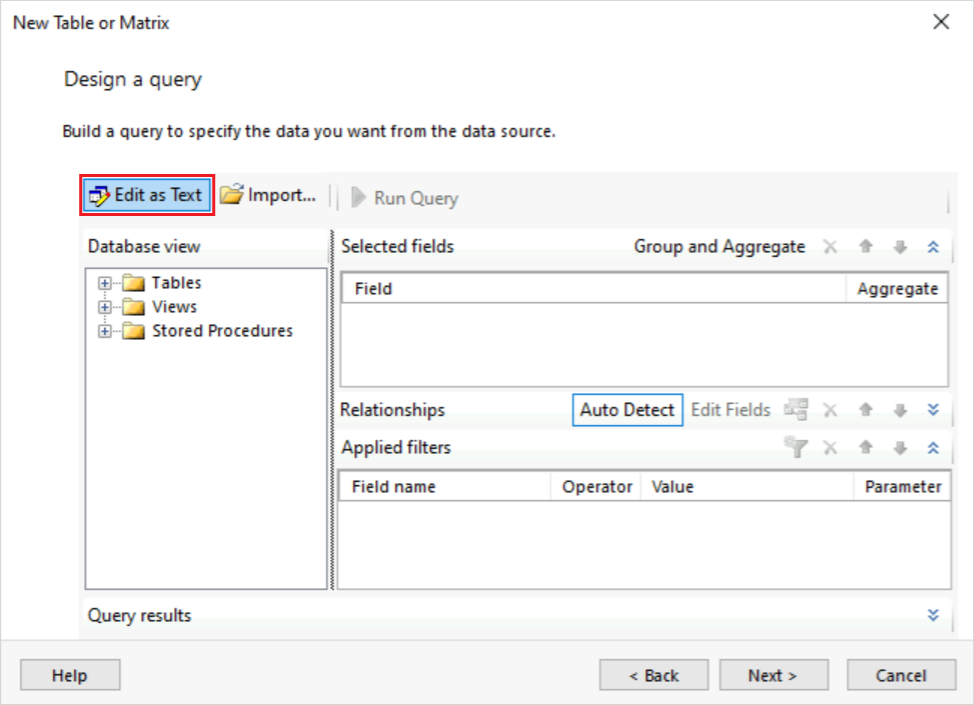 New Table or Matrix
Design a query
Build a query to specify the data you want from the data source.
Edit as Text Import... Run Query
Database view
Tables
Views
Stored Procedures
Selected fields Group and Aggregate
Field Aggregate
Relationships Auto Detect Edit Fields
Applied filters
Field name Operator Value Parameter
Query results
Help < Back Next > Cancel